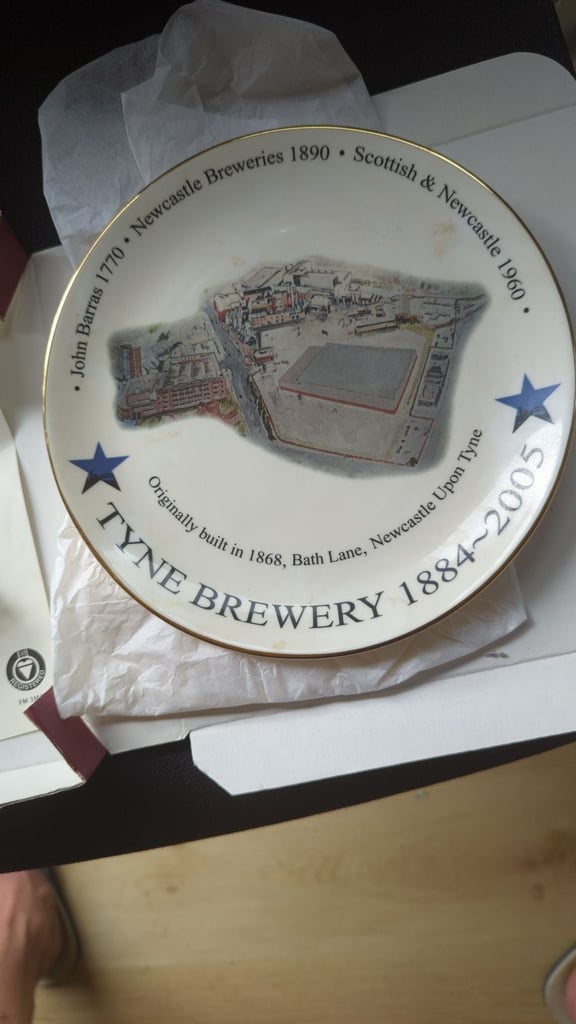 • John Barras 1770 • Newcastle Breweries 1890 • Scottish & Newcastle 1960 •
Originally built in 1868, Bath Lane, Newcastle Upon Tyne
TYNE BREWERY 1884~2005
REGISTERED